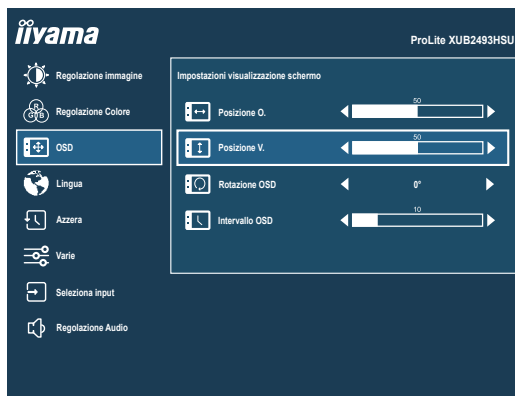 iiyama
ProLite XUB2493HSU
Regolazione immagine
Regolazione Colore
OSD
Lingua
Azzera
Varie
Seleziona input
Regolazione Audio
Impostazioni visualizzazione schermo
Posizione O.
50
Posizione V.
50
Rotazione OSD
0°
Intervallo OSD
10
R
G B